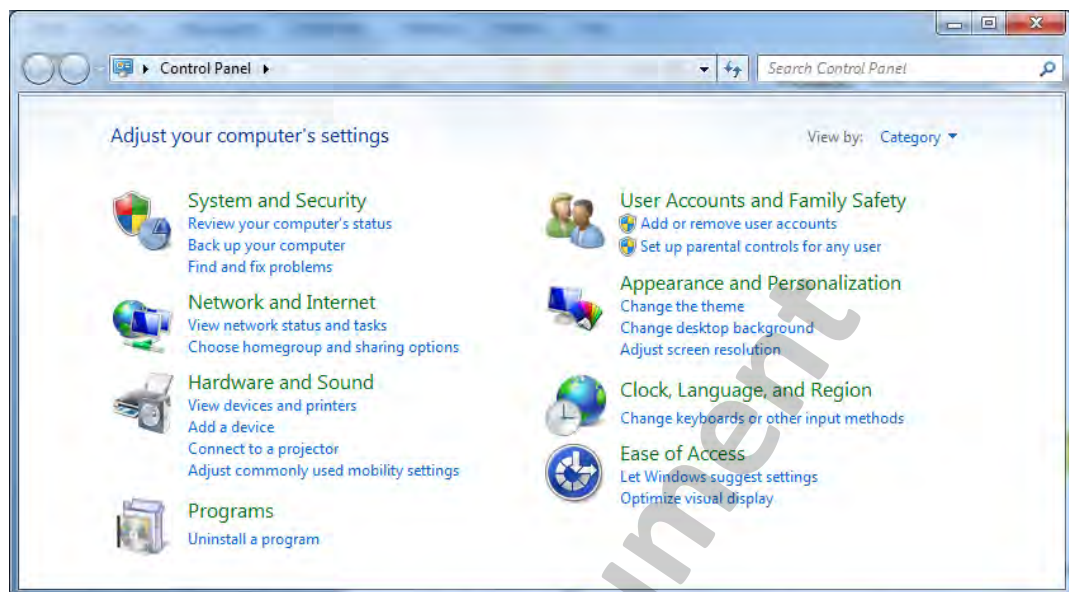 Control Panel
Search Control Panel
Adjust your computer's settings
View by: Category
System and Security
Review your computer's status
Back up your computer
Find and fix problems
Network and Internet
View network status and tasks
Choose homegroup and sharing options
Hardware and Sound
View devices and printers
Add a device
Connect to a projector
Adjust commonly used mobility settings
Programs
Uninstall a program
User Accounts and Family Safety
Add or remove user accounts
Set up parental controls for any user
Appearance and Personalization
Change the theme
Change desktop background
Adjust screen resolution
Clock, Language, and Region
Change keyboards or other input methods
Ease of Access
Let Windows suggest settings
Optimize visual display